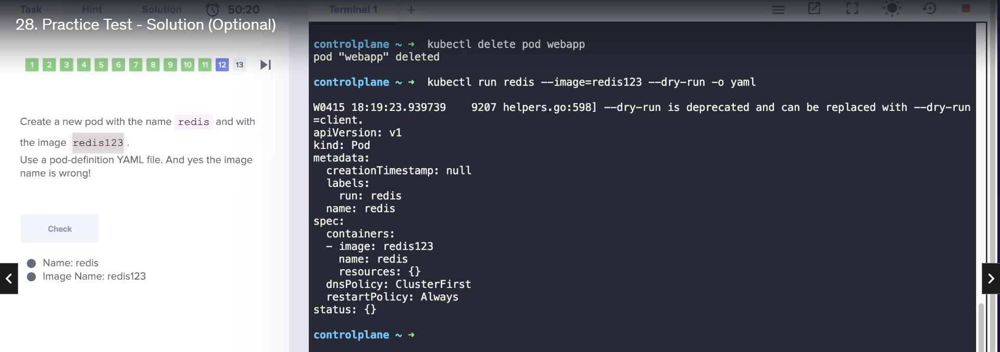 Task Hint Solution 50:20
28. Practice Test - Solution (Optional)
1 2 3 4 5 6 7 8 9 10 11 12 13
Create a new pod with the name redis and with
the image redis123 .
Use a pod-definition YAML file. And yes the image
name is wrong!
Check
Name: redis
Image Name: redis123
Terminal 1 +
controlplane ~ ➜ kubectl delete pod webapp
pod "webapp" deleted
controlplane ~ ➜ kubectl run redis --image=redis123 --dry-run -o yaml
W0415 18:19:23.939739    9207 helpers.go:598] --dry-run is deprecated and can be replaced with --dry-run
=client.
apiVersion: v1
kind: Pod
metadata:
  creationTimestamp: null
  labels:
    run: redis
  name: redis
spec:
  containers:
  - image: redis123
    name: redis
    resources: {}
  dnsPolicy: ClusterFirst
  restartPolicy: Always
status: {}
controlplane ~ ➜